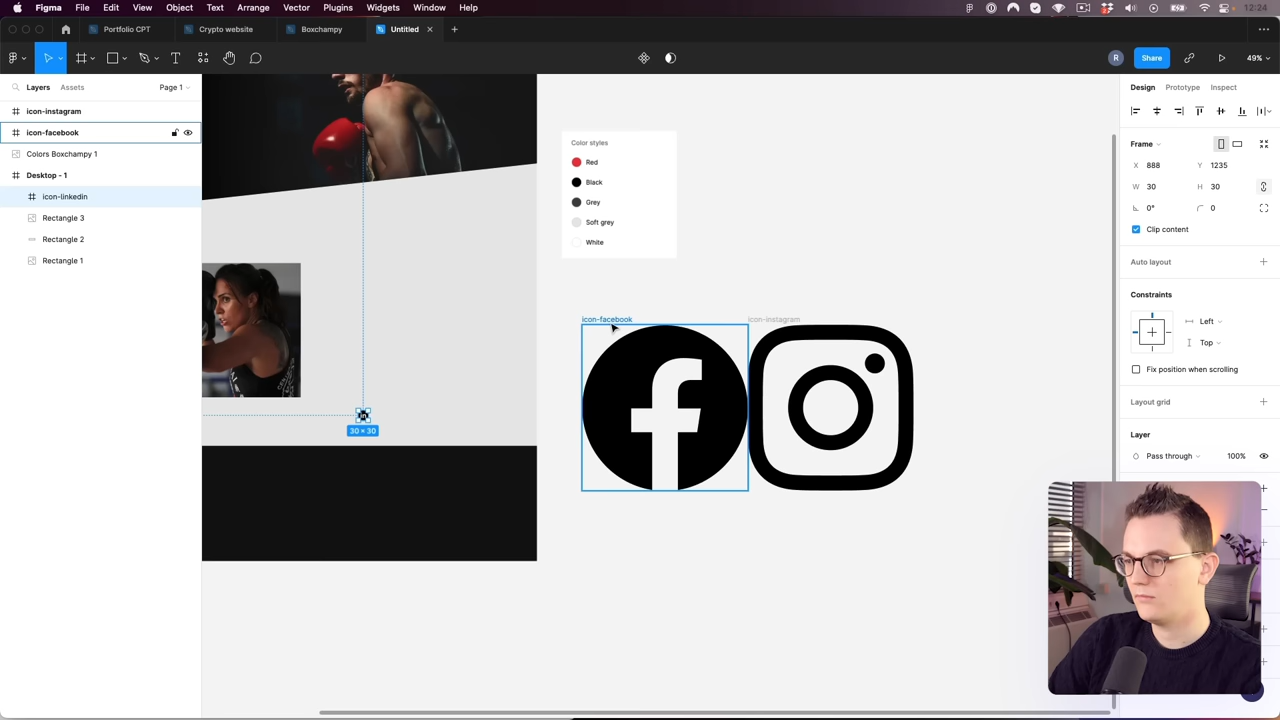 Figma File Edit View Object Text Arrange Vector Plugins Widgets Window Help 12:24
Portfolio CPT Crypto website Boxchampy Untitled
R Share 49%
Layers Assets Page 1
icon-instagram
icon-facebook
Colors Boxchampy 1
Desktop - 1
icon-linkedin
Rectangle 3
Rectangle 2
Rectangle 1
Color styles
Red
Black
Grey
Soft grey
White
icon-facebook icon-instagram
in
30 × 30
Design Prototype Inspect
Frame
X 888 Y 1235
W 30 H 30
0° 0
Clip content
Auto layout
Constraints
Left
Top
Fix position when scrolling
Layout grid
Layer
Pass through 100%